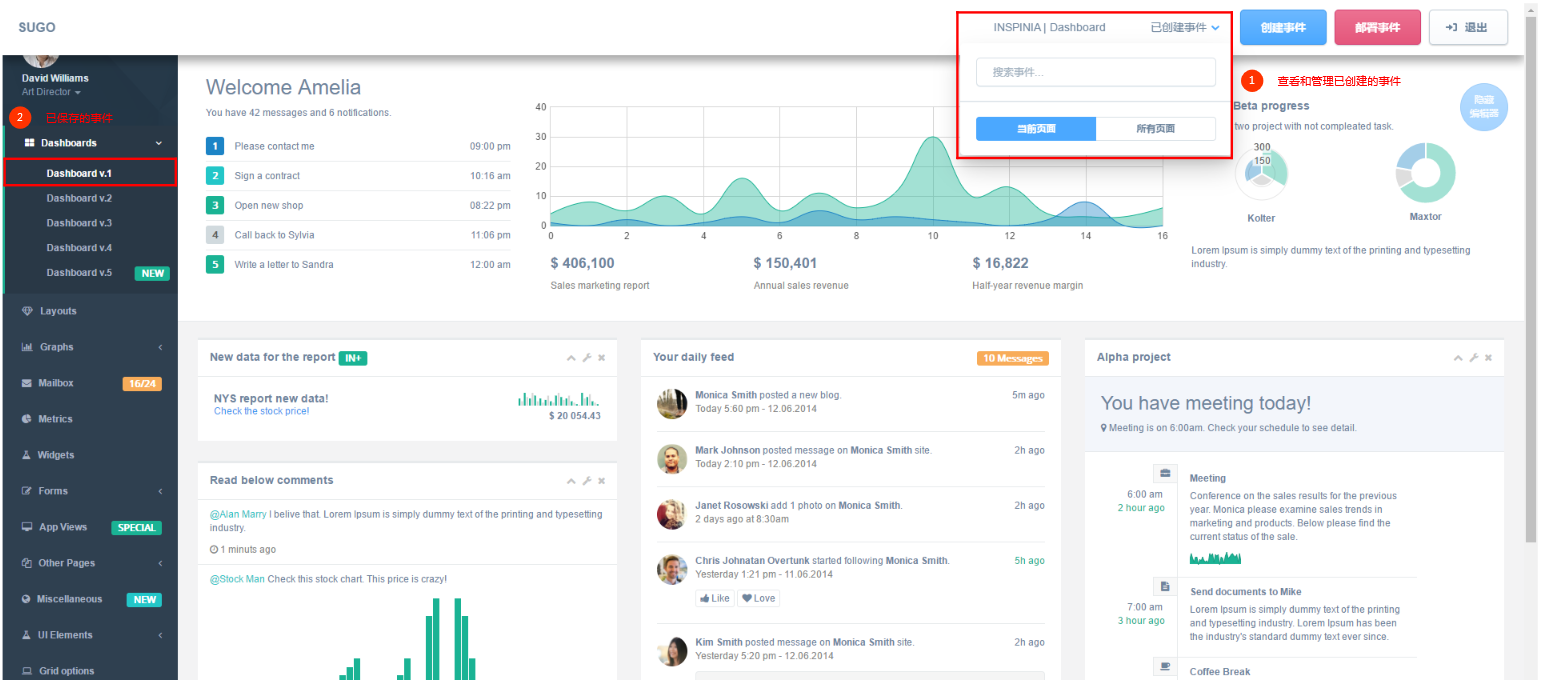 SUGO
INSPINIA | Dashboard
已创建事件
创建事件
部署事件
退出
搜索事件...
当前页面
所有页面
1
查看和管理已创建的事件
隐藏
编辑器
David Williams
Art Director
2
已保存的事件
Dashboards
Dashboard v.1
Dashboard v.2
Dashboard v.3
Dashboard v.4
Dashboard v.5
NEW
Layouts
Graphs
Mailbox
16/24
Metrics
Widgets
Forms
App Views
SPECIAL
Other Pages
Miscellaneous
NEW
UI Elements
Grid options
Welcome Amelia
You have 42 messages and 6 notifications.
1 Please contact me 09:00 pm
2 Sign a contract 10:16 am
3 Open new shop 08:22 pm
4 Call back to Sylvia 11:06 pm
5 Write a letter to Sandra 12:00 am
40
30
20
10
0
0 2 4 6 8 10 12 14 16
$ 406,100
Sales marketing report
$ 150,401
Annual sales revenue
$ 16,822
Half-year revenue margin
Beta progress
two project with not compleated task.
300
150
Kolter
Maxtor
Lorem Ipsum is simply dummy text of the printing and typesetting
industry.
New data for the report IN+
NYS report new data!
Check the stock price!
$ 20 054.43
Read below comments
@Alan Marry I belive that. Lorem Ipsum is simply dummy text of the printing and typesetting
industry.
1 minuts ago
@Stock Man Check this stock chart. This price is crazy!
Your daily feed
10 Messages
Monica Smith posted a new blog. 5m ago
Today 5:60 pm - 12.06.2014
Mark Johnson posted message on Monica Smith site. 2h ago
Today 2:10 pm - 12.06.2014
Janet Rosowski add 1 photo on Monica Smith. 2h ago
2 days ago at 8:30am
Chris Johnatan Overtunk started following Monica Smith. 5h ago
Yesterday 1:21 pm - 11.06.2014
Like
Love
Kim Smith posted message on Monica Smith site. 2h ago
Yesterday 5:20 pm - 12.06.2014
Alpha project
You have meeting today!
Meeting is on 6:00am. Check your schedule to see detail.
6:00 am
2 hour ago
Meeting
Conference on the sales results for the previous
year. Monica please examine sales trends in
marketing and products. Below please find the
current status of the sale.
7:00 am
3 hour ago
Send documents to Mike
Lorem Ipsum is simply dummy text of the printing
and typesetting industry. Lorem Ipsum has been
the industry's standard dummy text ever since.
Coffee Break